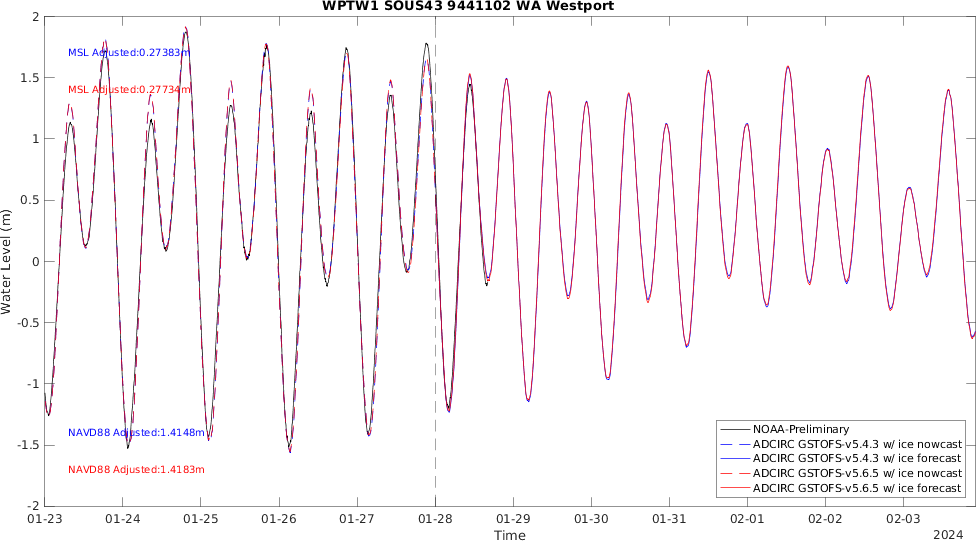 WPTW1 SOUS43 9441102 WA Westport
2
1.5
1
0.5
0
-0.5
-1
-1.5
-2
Water Level (m)
MSL Adjusted:0.27383m
MSL Adjusted:0.27734m
NAVD88 Adjusted:1.4148m
NAVD88 Adjusted:1.4183m
NOAA-Preliminary
ADCIRC GSTOFS-v5.4.3 w/ ice nowcast
ADCIRC GSTOFS-v5.4.3 w/ ice forecast
ADCIRC GSTOFS-v5.6.5 w/ ice nowcast
ADCIRC GSTOFS-v5.6.5 w/ ice forecast
01-23 01-24 01-25 01-26 01-27 01-28 01-29 01-30 01-31 02-01 02-02 02-03
Time
2024